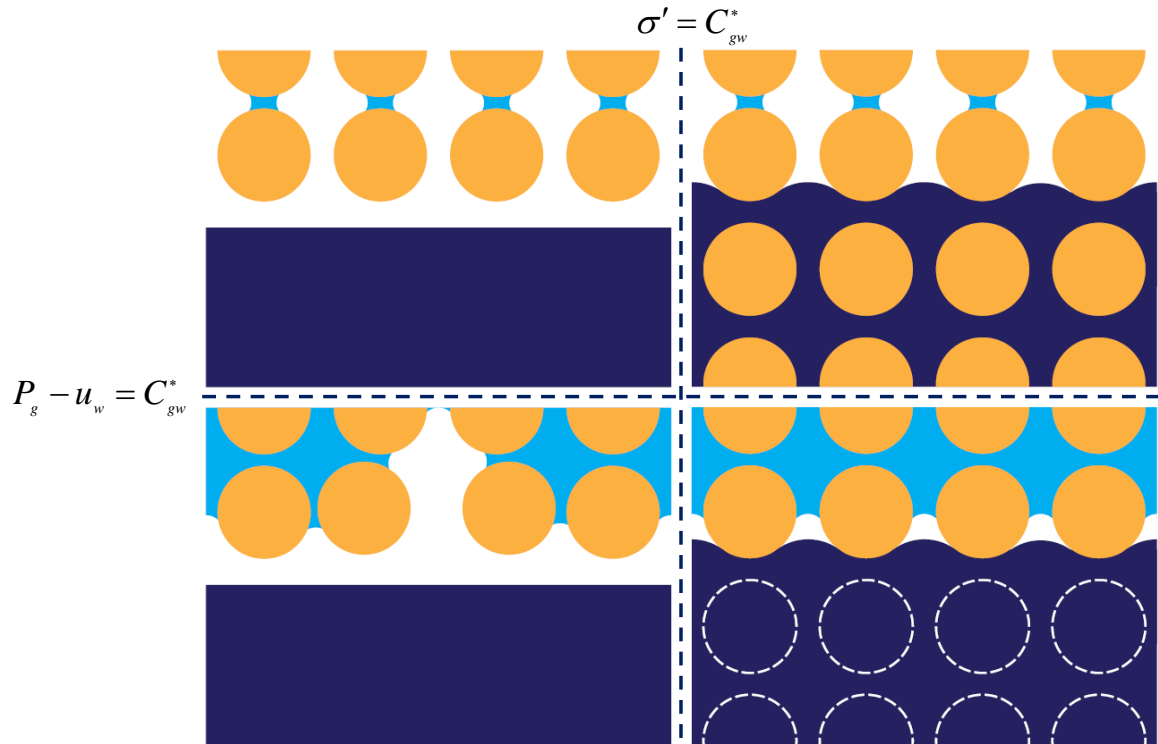 σ′ = C*gw
Pg − uw = C*gw